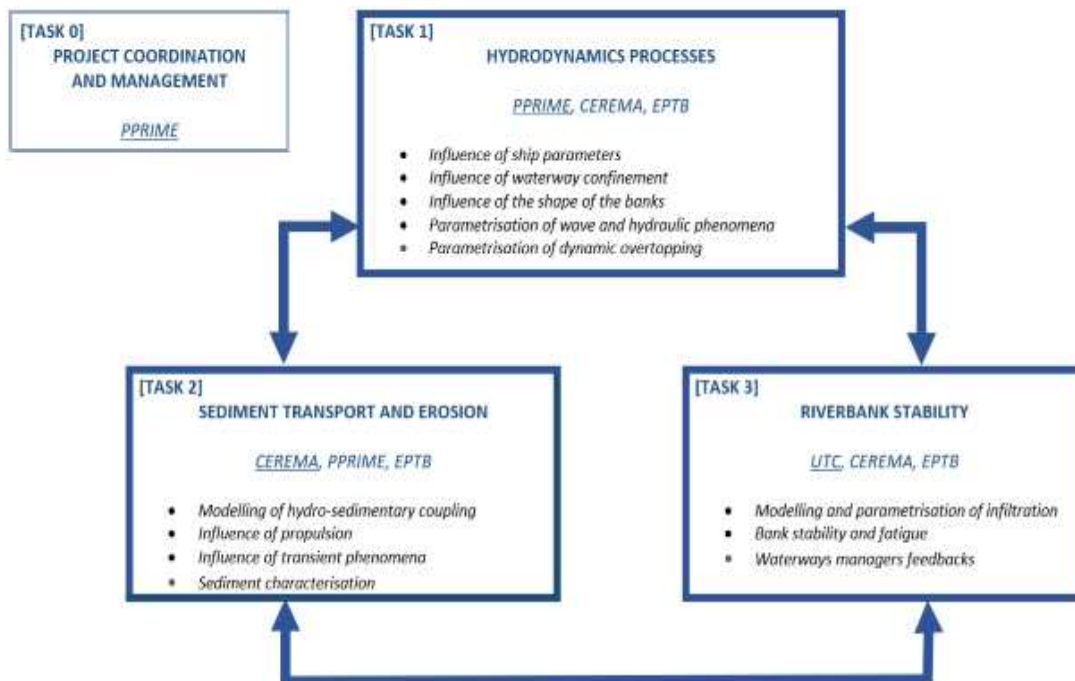 [TASK 0]
PROJECT COORDINATION
AND MANAGEMENT
PPRIME
[TASK 1]
HYDRODYNAMICS PROCESSES
PPRIME, CEREMA, EPTB
• Influence of ship parameters
• Influence of waterway confinement
• Influence of the shape of the banks
• Parametrisation of wave and hydraulic phenomena
• Parametrisation of dynamic overtopping
[TASK 2]
SEDIMENT TRANSPORT AND EROSION
CEREMA, PPRIME, EPTB
• Modelling of hydro-sedimentary coupling
• Influence of propulsion
• Influence of transient phenomena
• Sediment characterisation
[TASK 3]
RIVERBANK STABILITY
UTC, CEREMA, EPTB
• Modelling and parametrisation of infiltration
• Bank stability and fatigue
• Waterways managers feedbacks